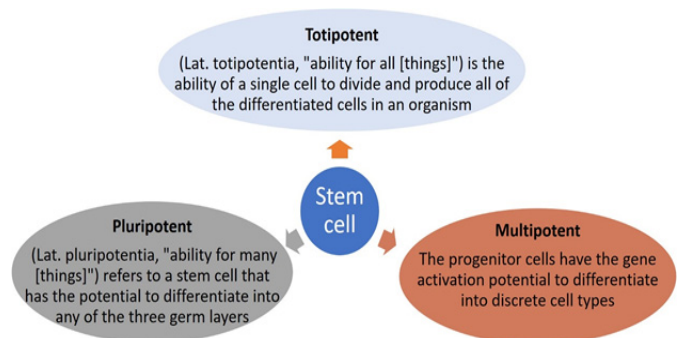 Totipotent
(Lat. totipotentia, "ability for all [things]") is the
ability of a single cell to divide and produce all of
the differentiated cells in an organism
Stem
cell
Pluripotent
(Lat. pluripotentia, "ability for many
[things]") refers to a stem cell that
has the potential to differentiate into
any of the three germ layers
Multipotent
The progenitor cells have the gene
activation potential to differentiate
into discrete cell types